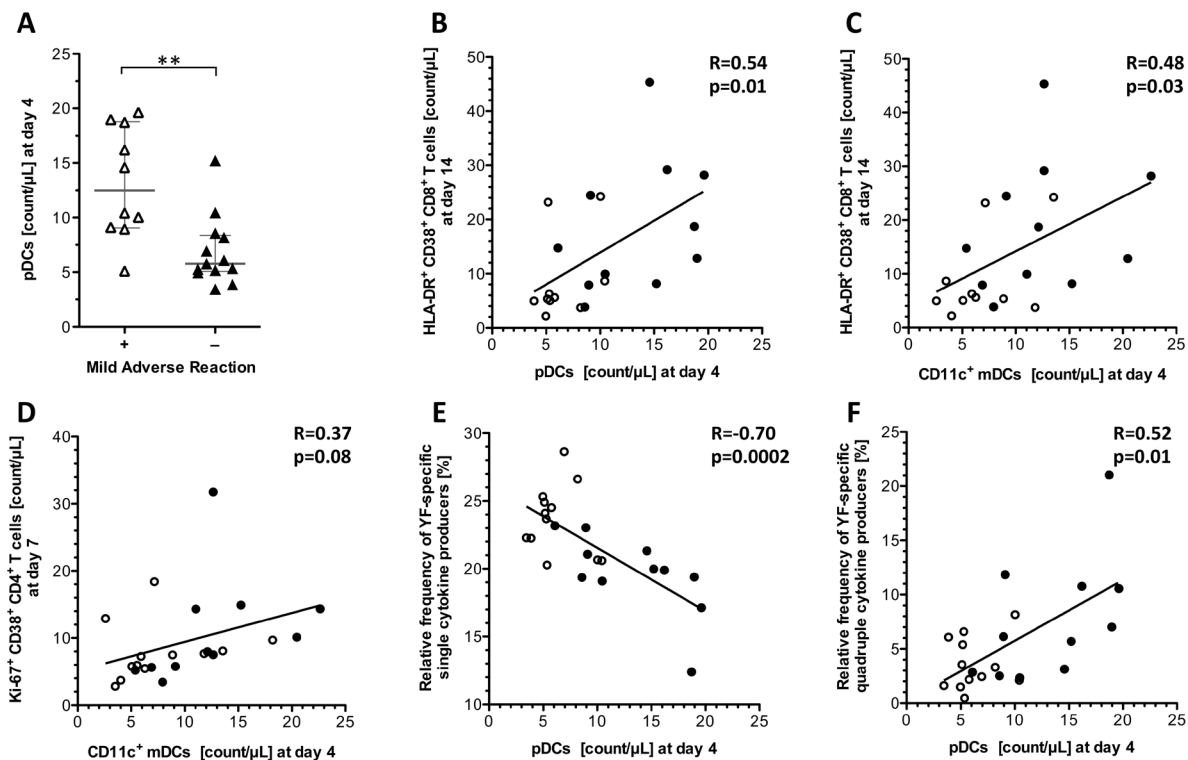 A
pDCs [count/µL] at day 4
25
20
15
10
5
0
**
+
−
Mild Adverse Reaction
B
HLA-DR⁺ CD38⁺ CD8⁺ T cells [count/µL]
at day 14
50
40
30
20
10
0
R=0.54
p=0.01
0
5
10
15
20
25
pDCs [count/µL] at day 4
C
HLA-DR⁺ CD38⁺ CD8⁺ T cells [count/µL]
at day 14
50
40
30
20
10
0
R=0.48
p=0.03
0
5
10
15
20
25
CD11c⁺ mDCs [count/µL] at day 4
D
Ki-67⁺ CD38⁺ CD4⁺ T cells [count/µL]
at day 7
40
30
20
10
0
R=0.37
p=0.08
0
5
10
15
20
25
CD11c⁺ mDCs [count/µL] at day 4
E
Relative frequency of YF-specific
single cytokine producers [%]
30
25
20
15
10
R=-0.70
p=0.0002
0
5
10
15
20
25
pDCs [count/µL] at day 4
F
Relative frequency of YF-specific
quadruple cytokine producers [%]
25
20
15
10
5
0
R=0.52
p=0.01
0
5
10
15
20
25
pDCs [count/µL] at day 4